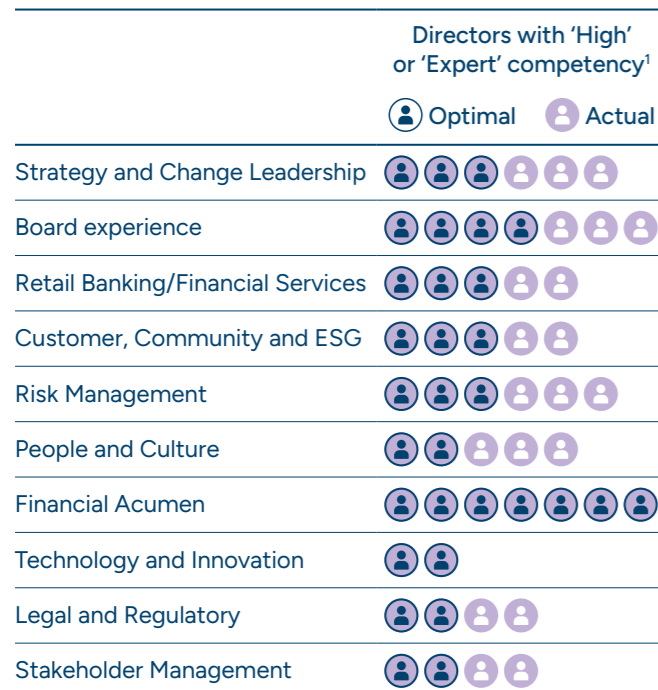 Directors with ‘High’
or ‘Expert’ competency¹
Optimal Actual
Strategy and Change Leadership
Board experience
Retail Banking/Financial Services
Customer, Community and ESG
Risk Management
People and Culture
Financial Acumen
Technology and Innovation
Legal and Regulatory
Stakeholder Management